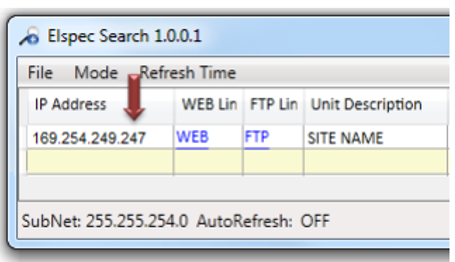 Elspec Search 1.0.0.1
File Mode Refresh Time
IP Address WEB Lin FTP Lin Unit Description
169.254.249.247 WEB FTP SITE NAME
SubNet: 255.255.254.0 AutoRefresh: OFF